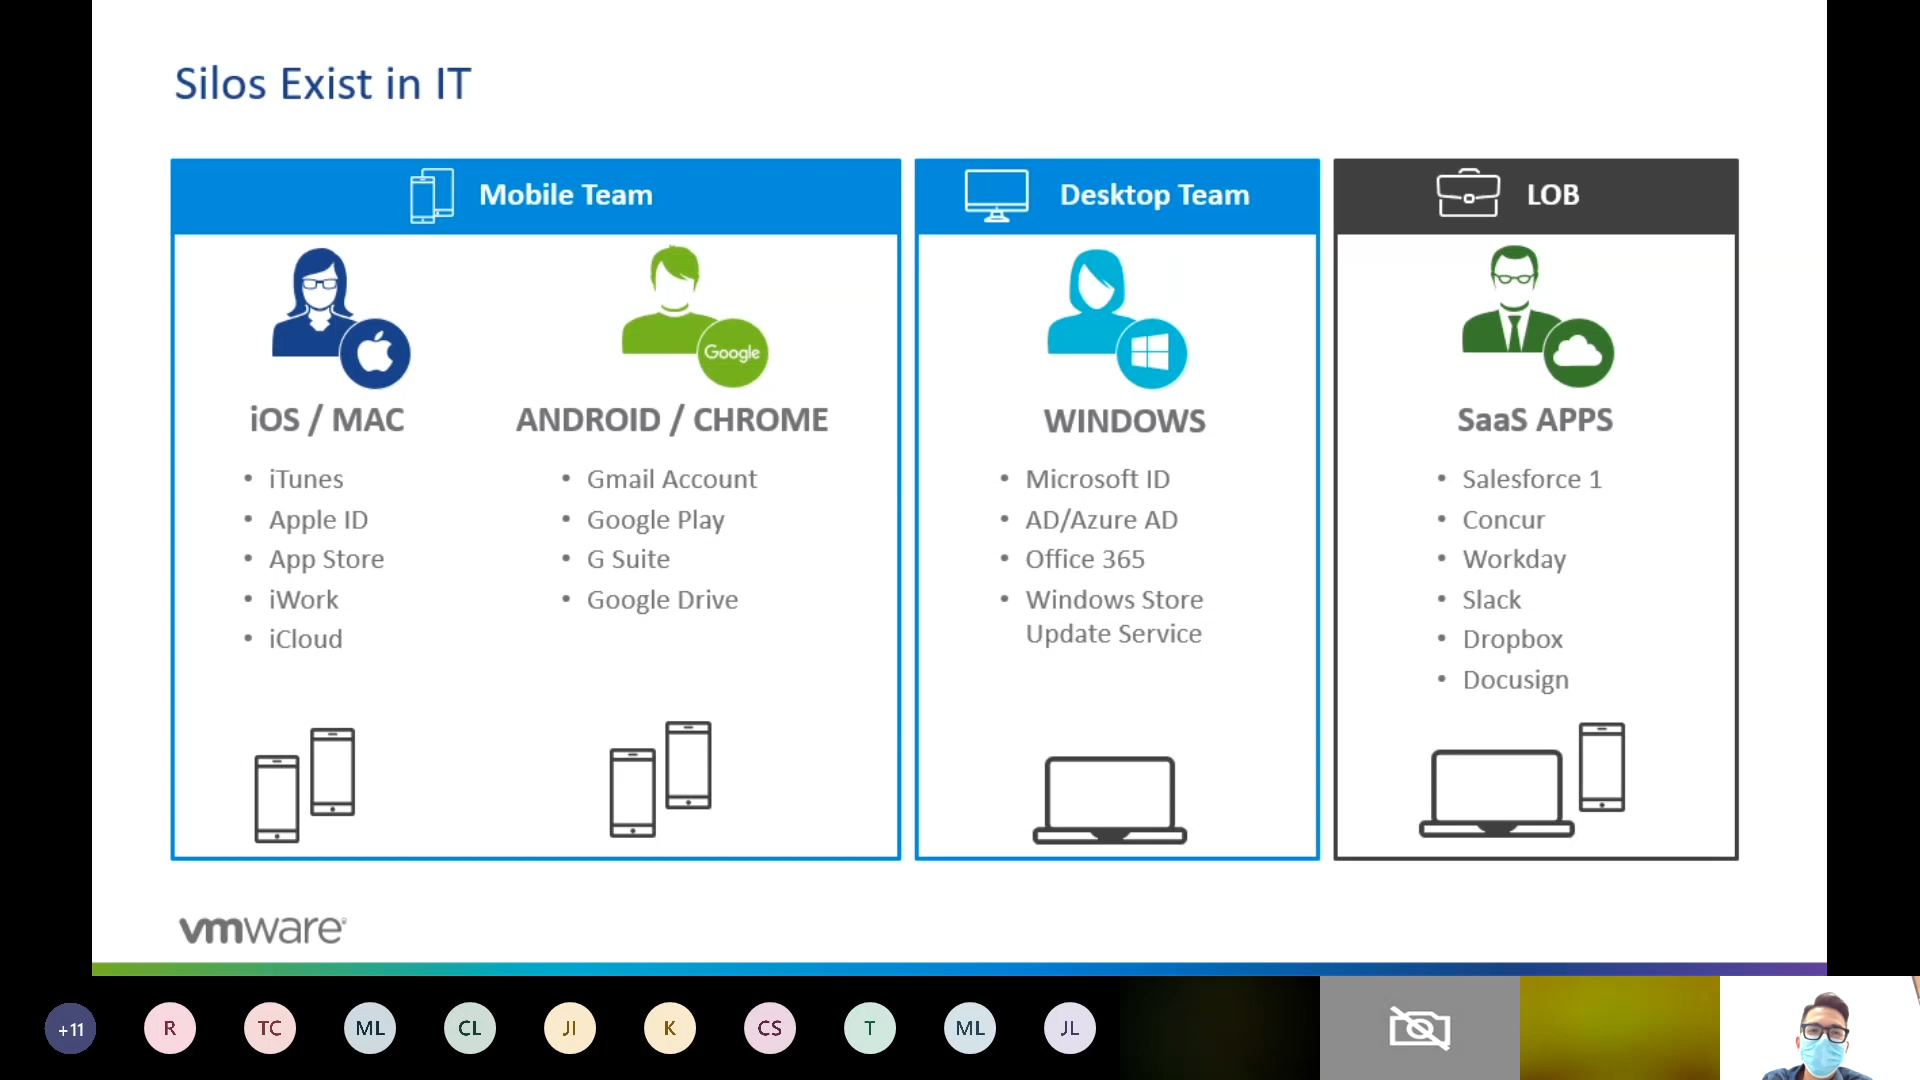 Silos Exist in IT
Mobile Team
Desktop Team
LOB
Google
iOS / MAC
ANDROID / CHROME
WINDOWS
SaaS APPS
• iTunes
• Apple ID
• App Store
• iWork
• iCloud
• Gmail Account
• Google Play
• G Suite
• Google Drive
• Microsoft ID
• AD/Azure AD
• Office 365
• Windows Store
Update Service
• Salesforce 1
• Concur
• Workday
• Slack
• Dropbox
• Docusign
vmware®
+11
R
TC
ML
CL
JI
K
CS
T
ML
JL